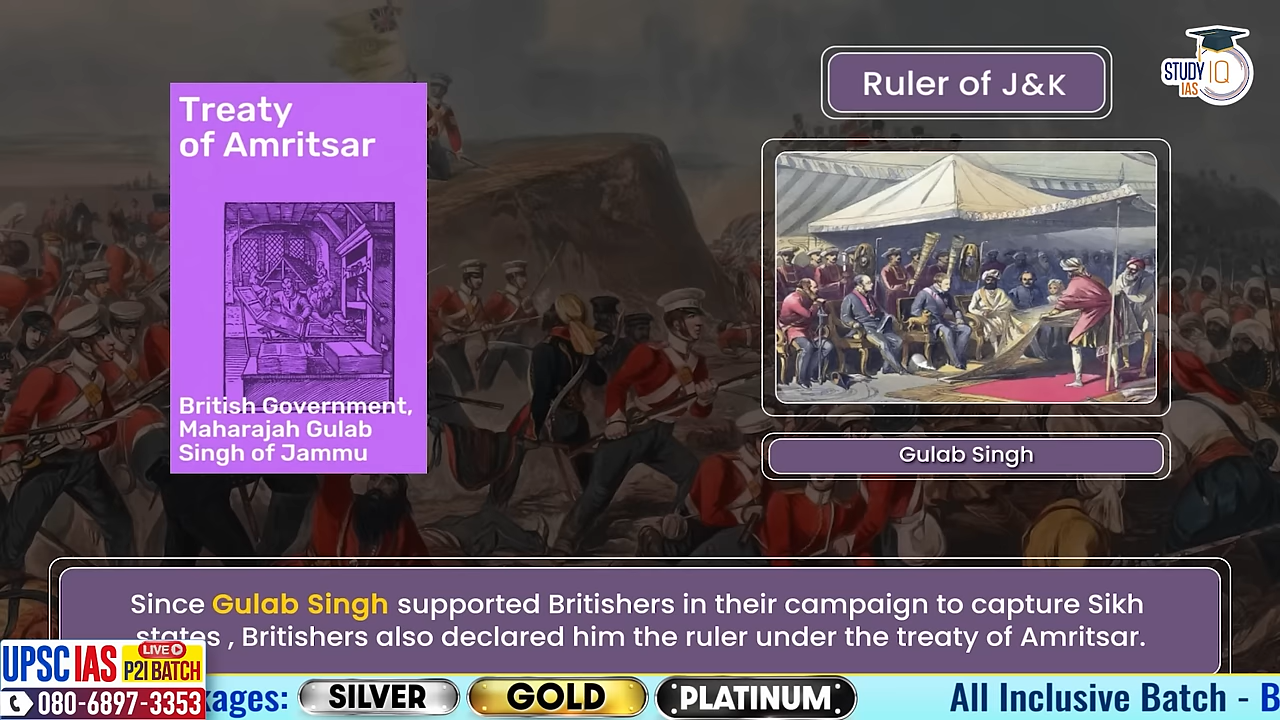 Treaty
of Amritsar
British Government,
Maharajah Gulab
Singh of Jammu
Ruler of J&K
STUDY IQ
IAS
Gulab Singh
Since Gulab Singh supported Britishers in their campaign to capture Sikh
states , Britishers also declared him the ruler under the treaty of Amritsar.
UPSC IAS LIVE P2I BATCH
080-6897-3353
kages: SILVER GOLD PLATINUM All Inclusive Batch - B